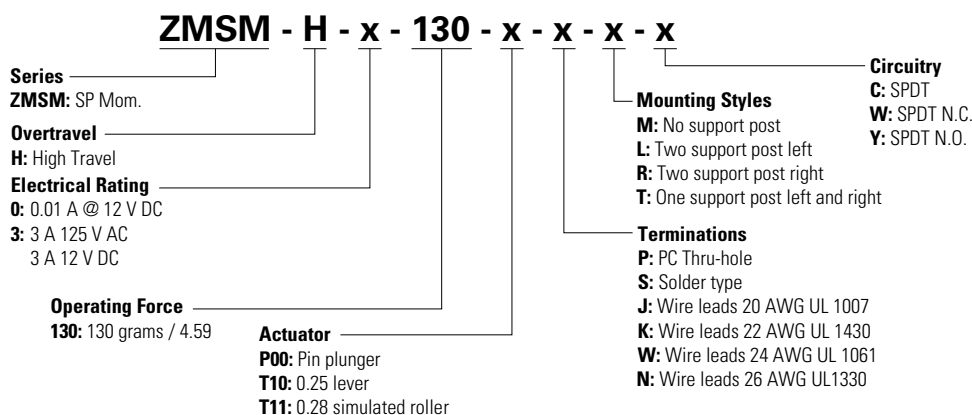 ZMSM - H - x - 130 - x - x - x - x
Series
ZMSM: SP Mom.
Overtravel
H: High Travel
Electrical Rating
0: 0.01 A @ 12 V DC
3: 3 A 125 V AC
3 A 12 V DC
Operating Force
130: 130 grams / 4.59
Actuator
P00: Pin plunger
T10: 0.25 lever
T11: 0.28 simulated roller
Terminations
P: PC Thru-hole
S: Solder type
J: Wire leads 20 AWG UL 1007
K: Wire leads 22 AWG UL 1430
W: Wire leads 24 AWG UL 1061
N: Wire leads 26 AWG UL1330
Mounting Styles
M: No support post
L: Two support post left
R: Two support post right
T: One support post left and right
Circuitry
C: SPDT
W: SPDT N.C.
Y: SPDT N.O.